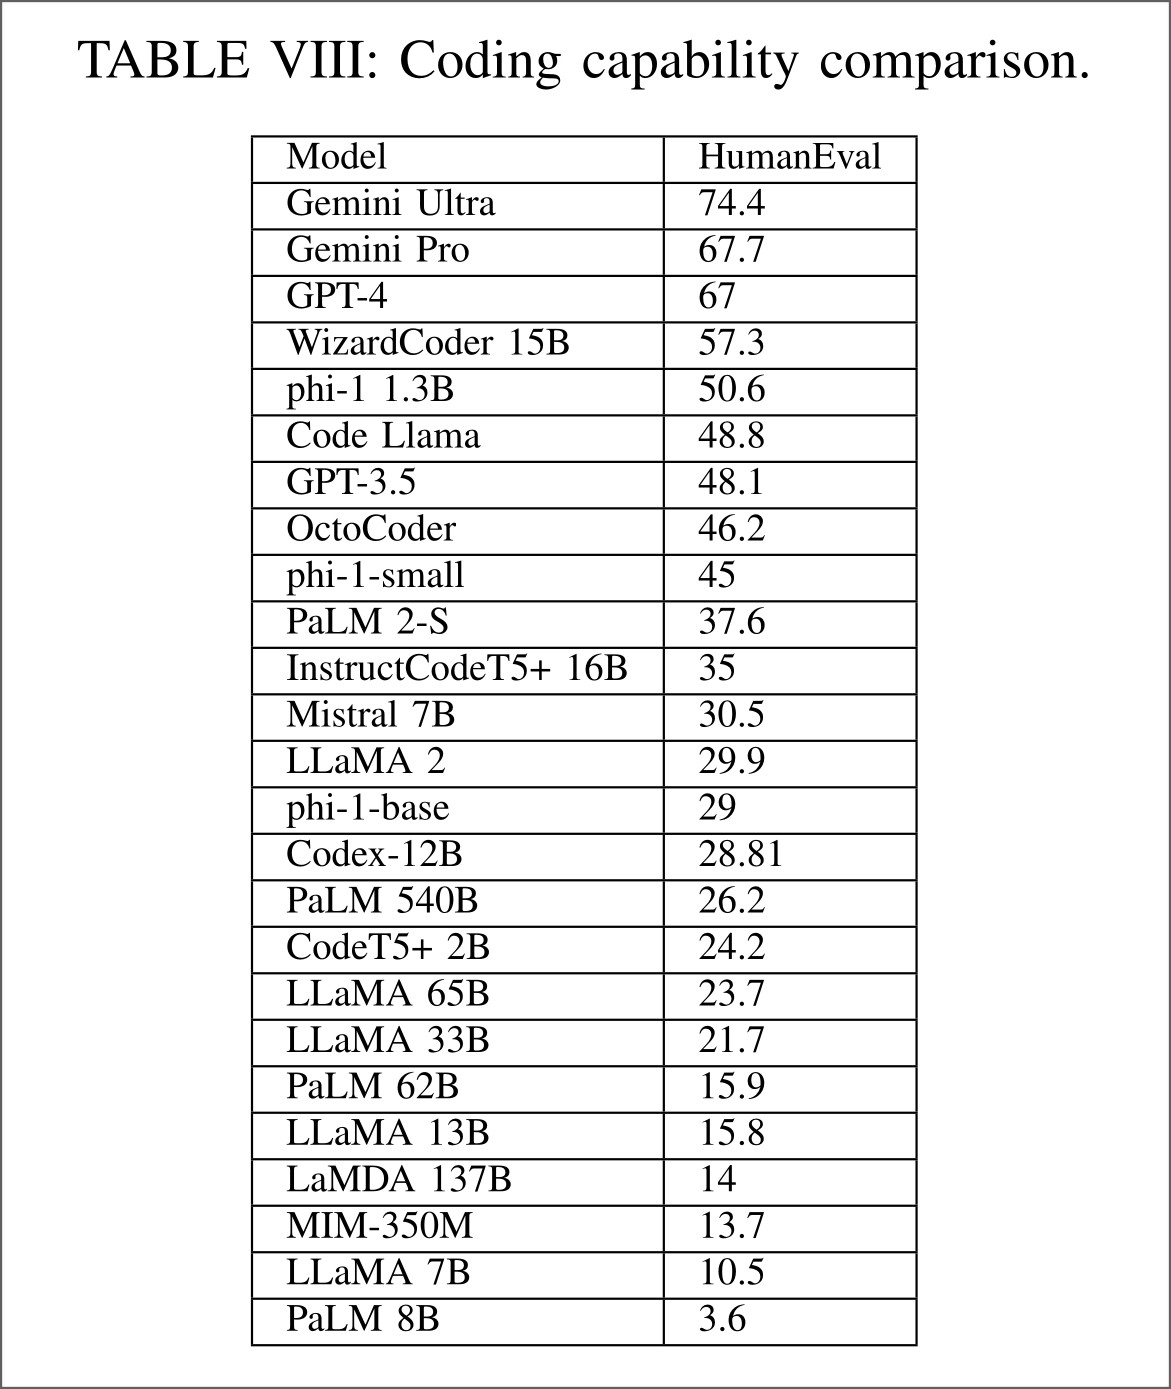 TABLE VIII: Coding capability comparison.
Model HumanEval
Gemini Ultra 74.4
Gemini Pro 67.7
GPT-4 67
WizardCoder 15B 57.3
phi-1 1.3B 50.6
Code Llama 48.8
GPT-3.5 48.1
OctoCoder 46.2
phi-1-small 45
PaLM 2-S 37.6
InstructCodeT5+ 16B 35
Mistral 7B 30.5
LLaMA 2 29.9
phi-1-base 29
Codex-12B 28.81
PaLM 540B 26.2
CodeT5+ 2B 24.2
LLaMA 65B 23.7
LLaMA 33B 21.7
PaLM 62B 15.9
LLaMA 13B 15.8
LaMDA 137B 14
MIM-350M 13.7
LLaMA 7B 10.5
PaLM 8B 3.6